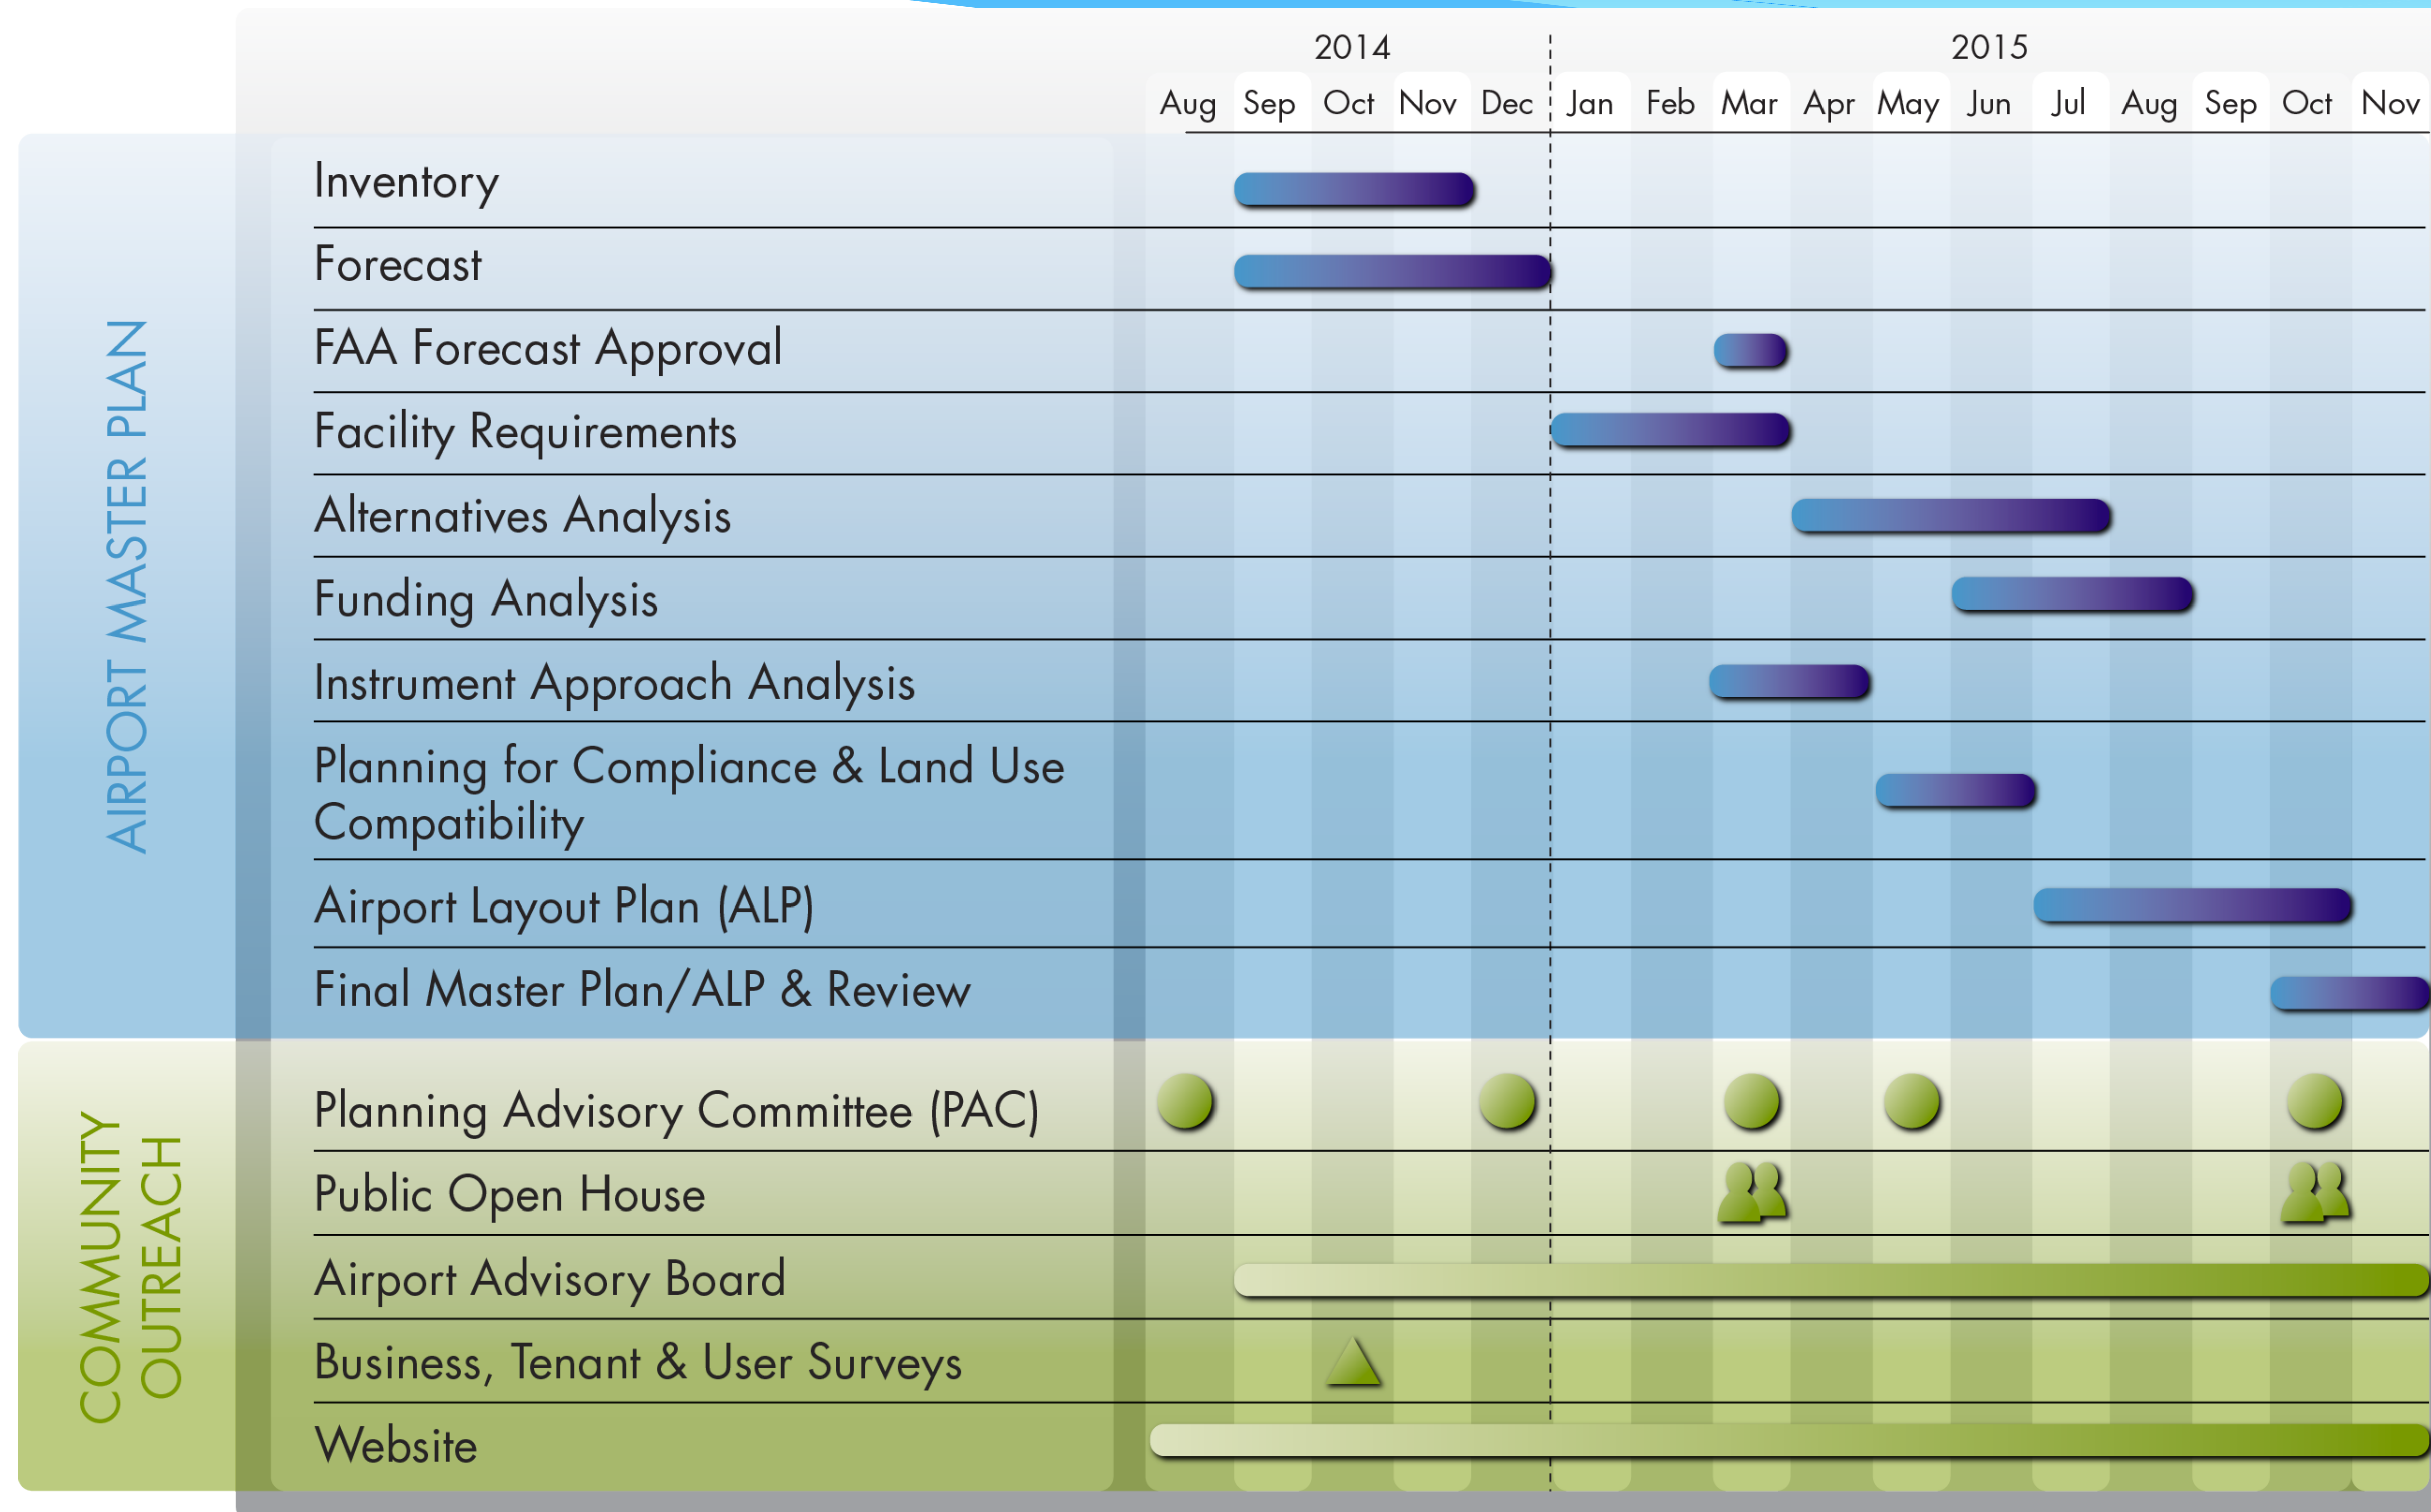 2014 2015
Aug Sep Oct Nov Dec Jan Feb Mar Apr May Jun Jul Aug Sep Oct Nov
AIRPORT MASTER PLAN
Inventory
Forecast
FAA Forecast Approval
Facility Requirements
Alternatives Analysis
Funding Analysis
Instrument Approach Analysis
Planning for Compliance & Land Use
Compatibility
Airport Layout Plan (ALP)
Final Master Plan/ALP & Review
COMMUNITY
OUTREACH
Planning Advisory Committee (PAC)
Public Open House
Airport Advisory Board
Business, Tenant & User Surveys
Website